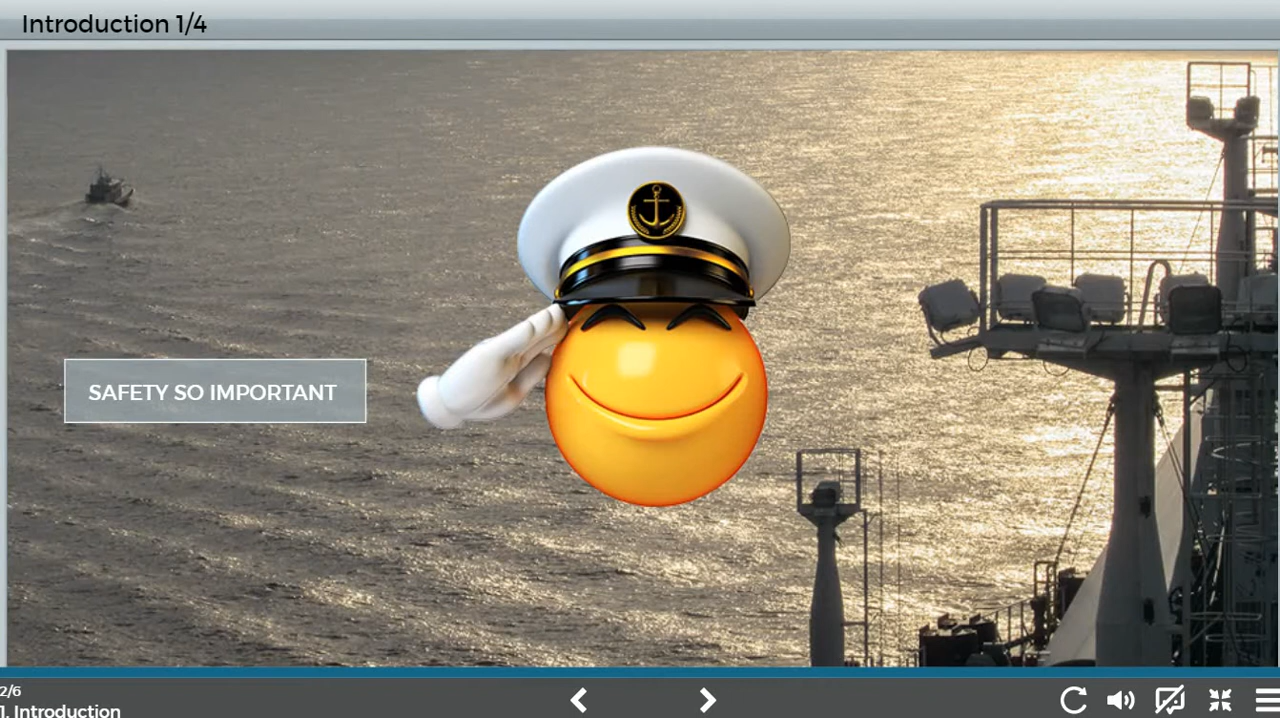 Introduction 1/4
SAFETY SO IMPORTANT
2/6
1. Introduction